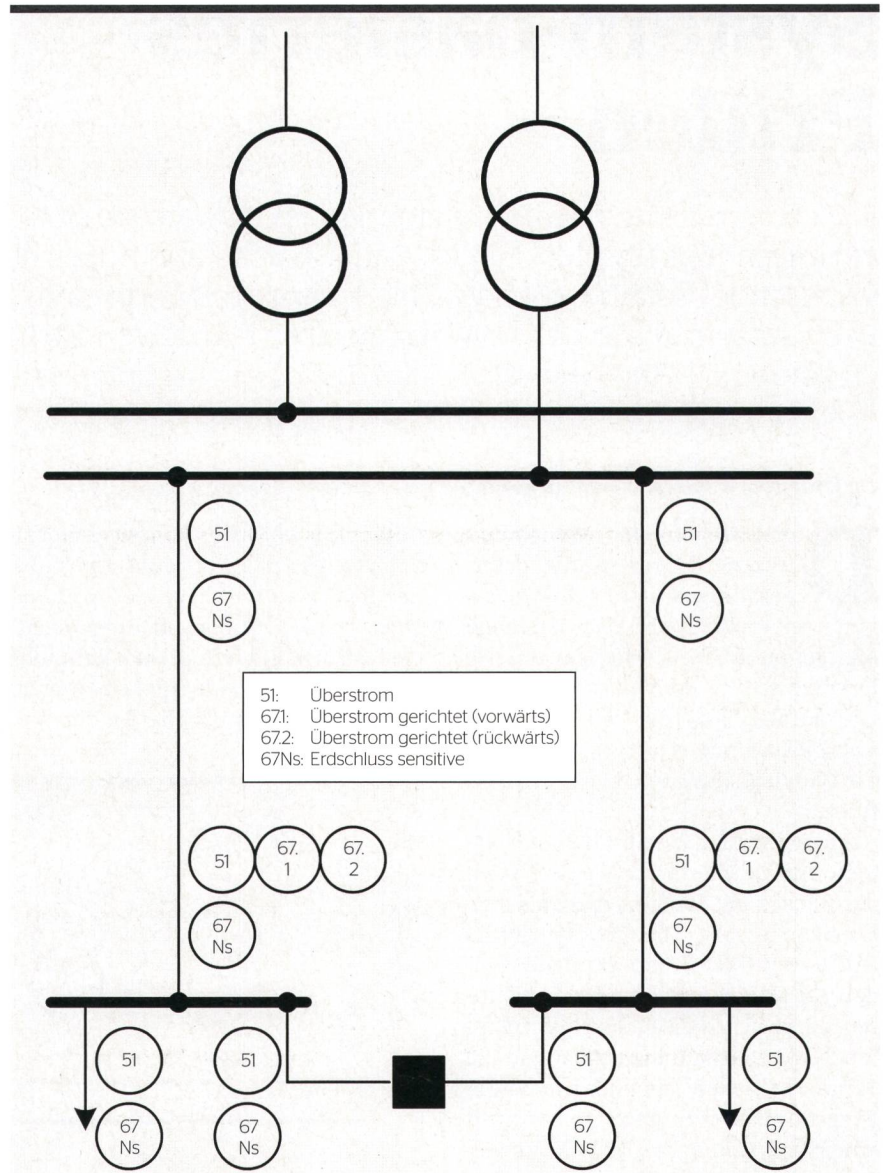 51
67
Ns
51
67
Ns
51: Überstrom
67.1: Überstrom gerichtet (vorwärts)
67.2: Überstrom gerichtet (rückwärts)
67Ns: Erdschluss sensitive
51
67.
1
67.
2
67
Ns
51
67.
1
67.
2
67
Ns
51
67
Ns
51
67
Ns
51
67
Ns
51
67
Ns